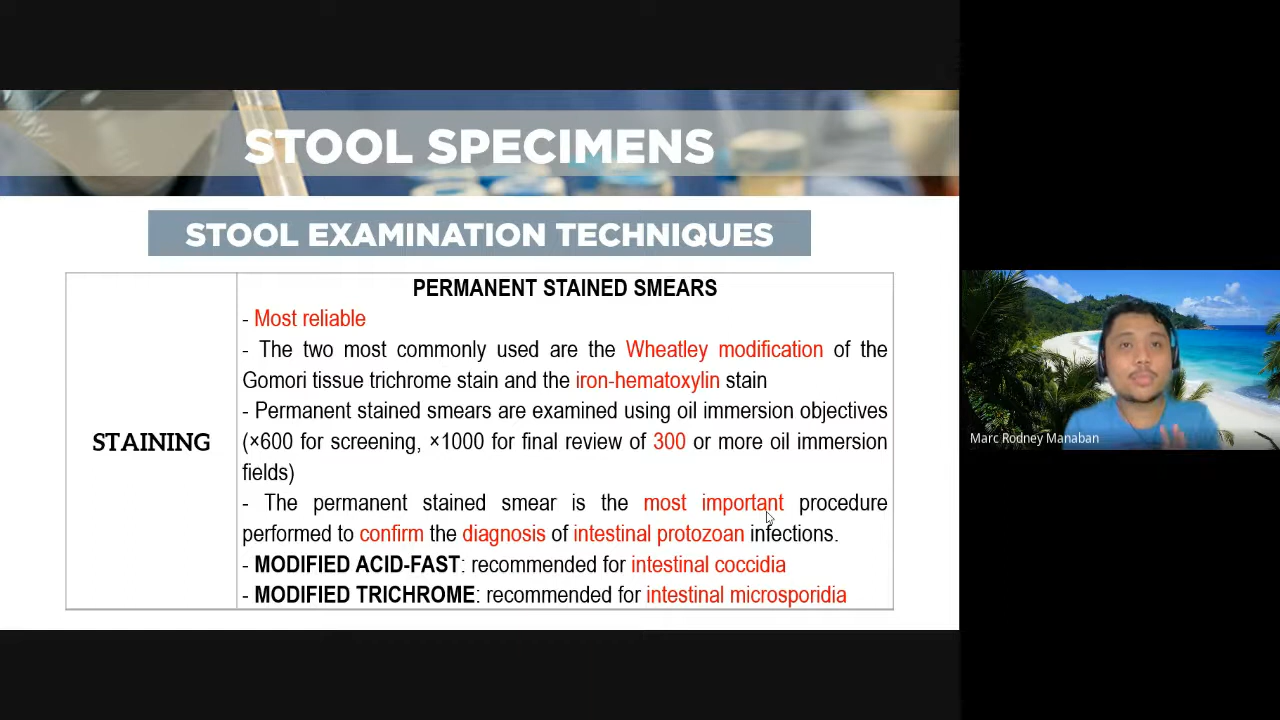 STOOL SPECIMENS
STOOL EXAMINATION TECHNIQUES
STAINING
PERMANENT STAINED SMEARS
- Most reliable
- The two most commonly used are the Wheatley modification of the
Gomori tissue trichrome stain and the iron-hematoxylin stain
- Permanent stained smears are examined using oil immersion objectives
(×600 for screening, ×1000 for final review of 300 or more oil immersion
fields)
- The permanent stained smear is the most important procedure
performed to confirm the diagnosis of intestinal protozoan infections.
- MODIFIED ACID-FAST: recommended for intestinal coccidia
- MODIFIED TRICHROME: recommended for intestinal microsporidia
Marc Rodney Manaban